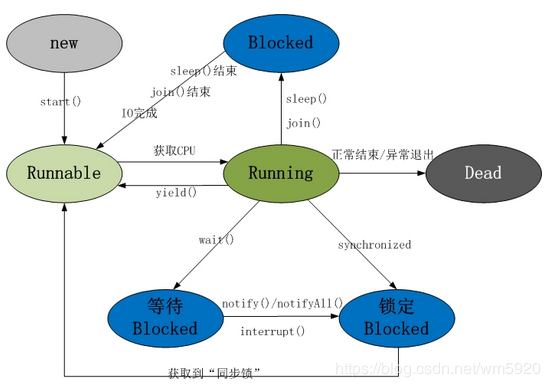 new
Blocked
sleep()结束
join()结束
IO完成
start()
sleep()
join()
获取CPU
正常结束/异常退出
Runnable
Running
Dead
yield()
wait()
synchronized
等待
Blocked
notify()/notifyAll()
interrupt()
锁定
Blocked
获取到“同步锁”
https://blog.csdn.net/wm5920